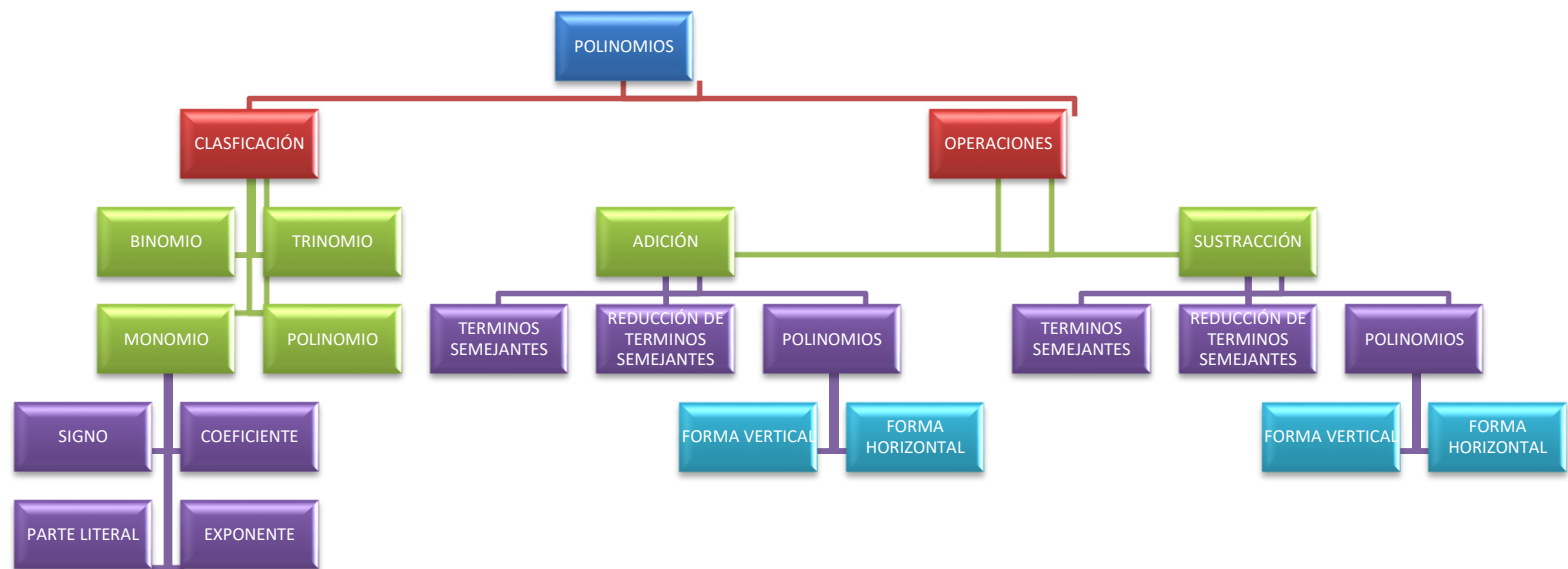 POLINOMIOS
CLASFICACIÓN
OPERACIONES
BINOMIO
TRINOMIO
ADICIÓN
SUSTRACCIÓN
MONOMIO
POLINOMIO
TERMINOS
SEMEJANTES
REDUCCIÓN DE
TERMINOS
SEMEJANTES
POLINOMIOS
TERMINOS
SEMEJANTES
REDUCCIÓN DE
TERMINOS
SEMEJANTES
POLINOMIOS
SIGNO
COEFICIENTE
FORMA VERTICAL
FORMA
HORIZONTAL
FORMA VERTICAL
FORMA
HORIZONTAL
PARTE LITERAL
EXPONENTE